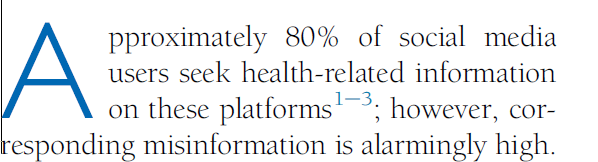 Approximately 80% of social media
users seek health-related information
on these platforms1–3; however, cor-
responding misinformation is alarmingly high.